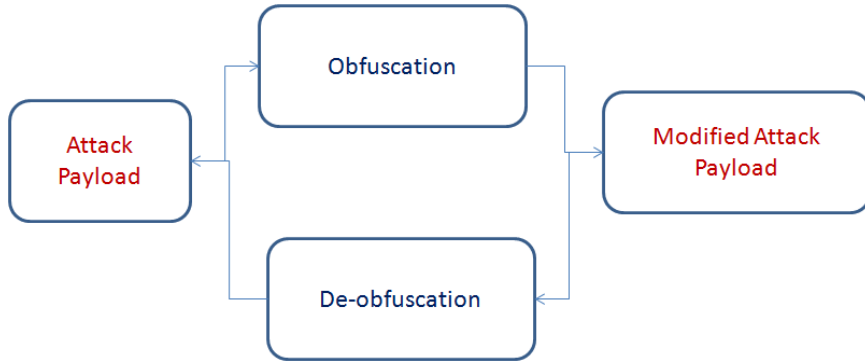 Obfuscation
Attack
Payload
Modified Attack
Payload
De-obfuscation